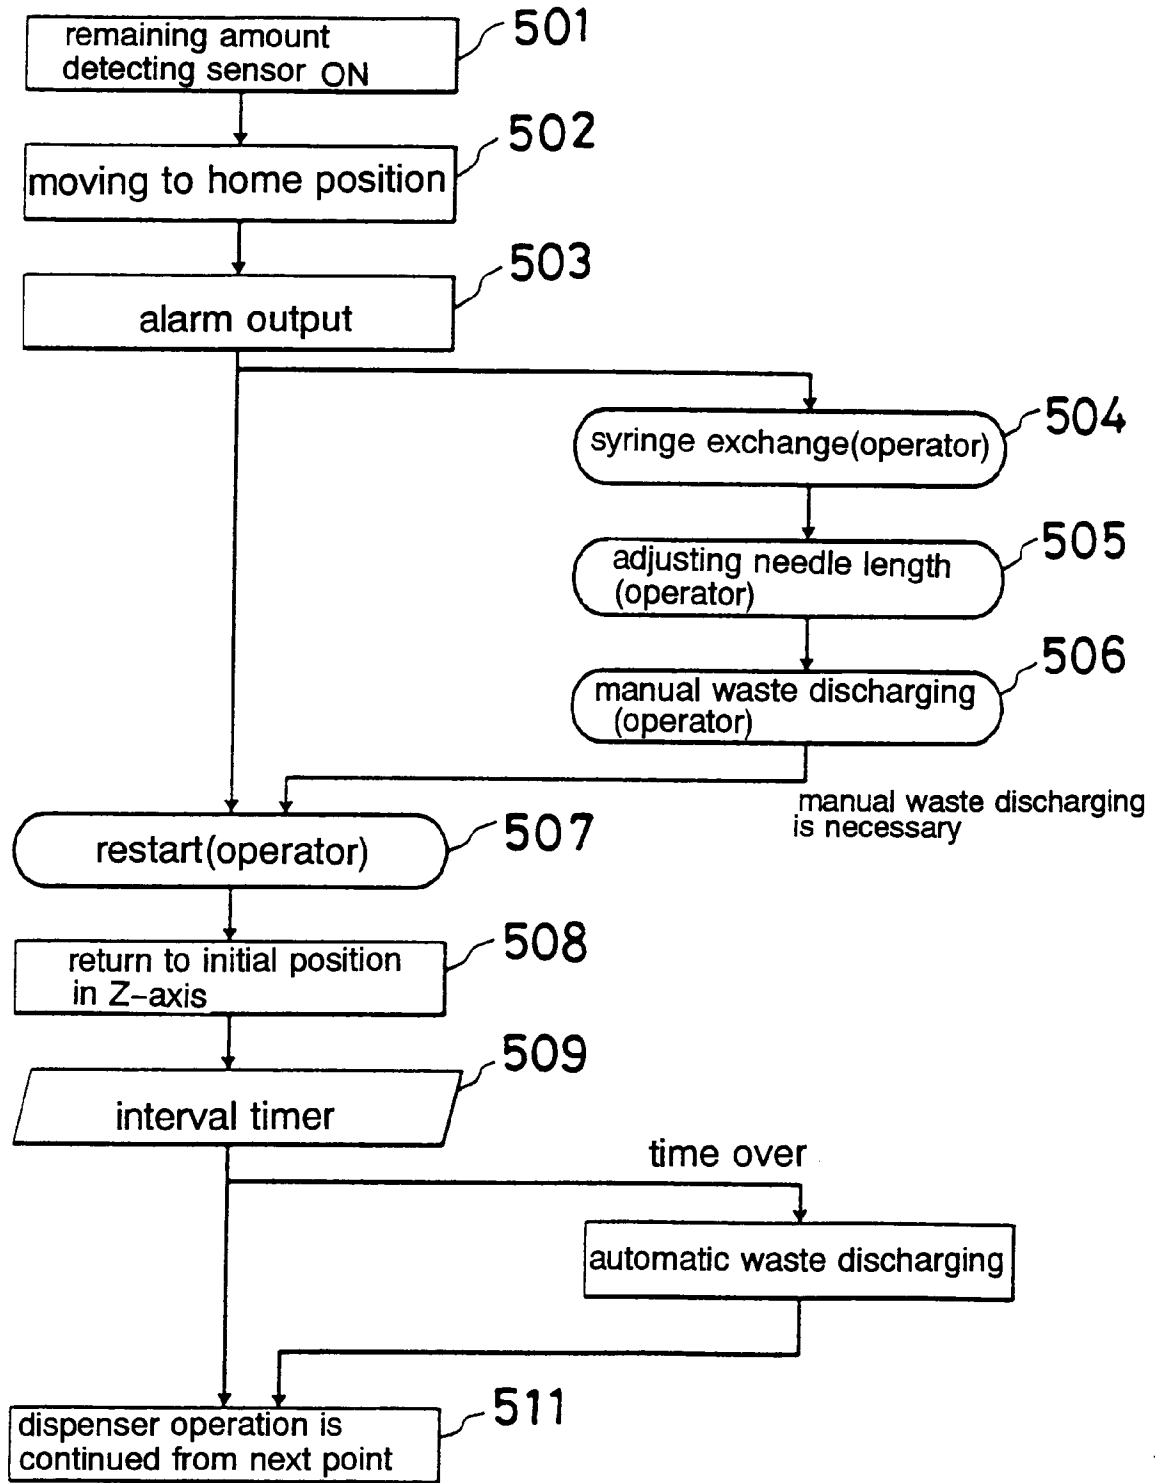 remaining amount
detecting sensor ON
501
moving to home position
502
alarm output
503
syringe exchange(operator)
504
adjusting needle length
(operator)
505
manual waste discharging
(operator)
506
manual waste discharging
is necessary
restart(operator)
507
return to initial position
in Z-axis
508
interval timer
509
time over
automatic waste discharging
dispenser operation is
continued from next point
511